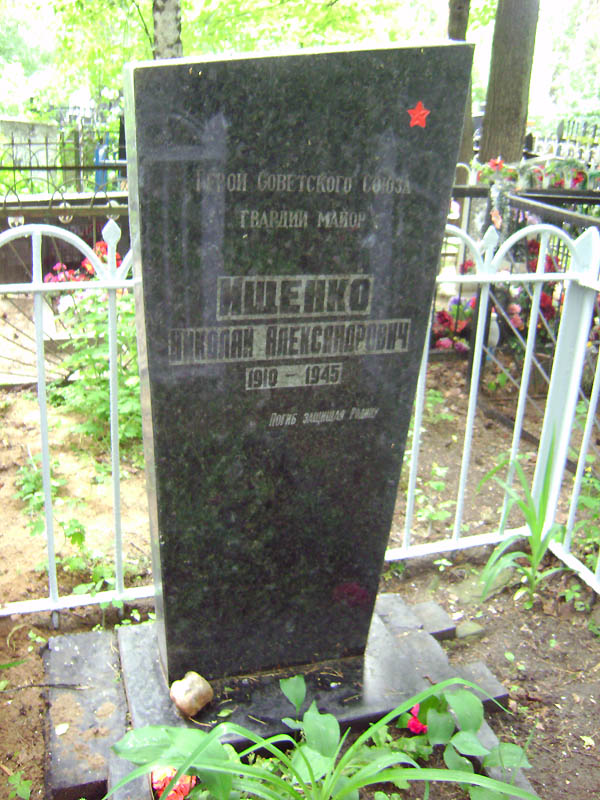 Герой Советского Союза
гвардии майор
ИЩЕНКО
НИКОЛАЙ АЛЕКСАНДРОВИЧ
1910 – 1945
Погиб защищая Родину